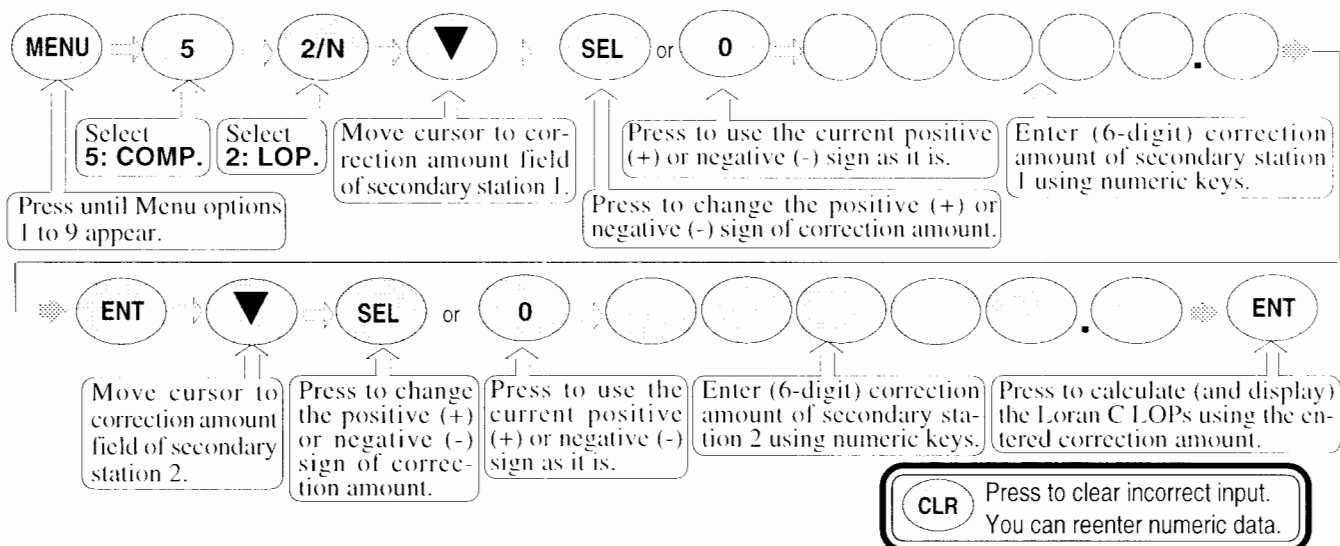 MENU 5 2/N ▼ SEL or 0 .
Select
5: COMP.
Select
2: LOP.
Move cursor to cor-
rection amount field
of secondary station 1.
Press to use the current positive
(+) or negative (-) sign as it is.
Enter (6-digit) correction
amount of secondary station
1 using numeric keys.
Press until Menu options
1 to 9 appear.
Press to change the positive (+) or
negative (-) sign of correction amount.
ENT ▼ SEL or 0 . ENT
Move cursor to
correction amount
field of secondary
station 2.
Press to change
the positive (+)
or negative (-)
sign of correc-
tion amount.
Press to use the
current positive
(+) or negative (-)
sign as it is.
Enter (6-digit) correction
amount of secondary sta-
tion 2 using numeric keys.
Press to calculate (and display)
the Loran C LOPs using the en-
tered correction amount.
CLR Press to clear incorrect input.
You can reenter numeric data.